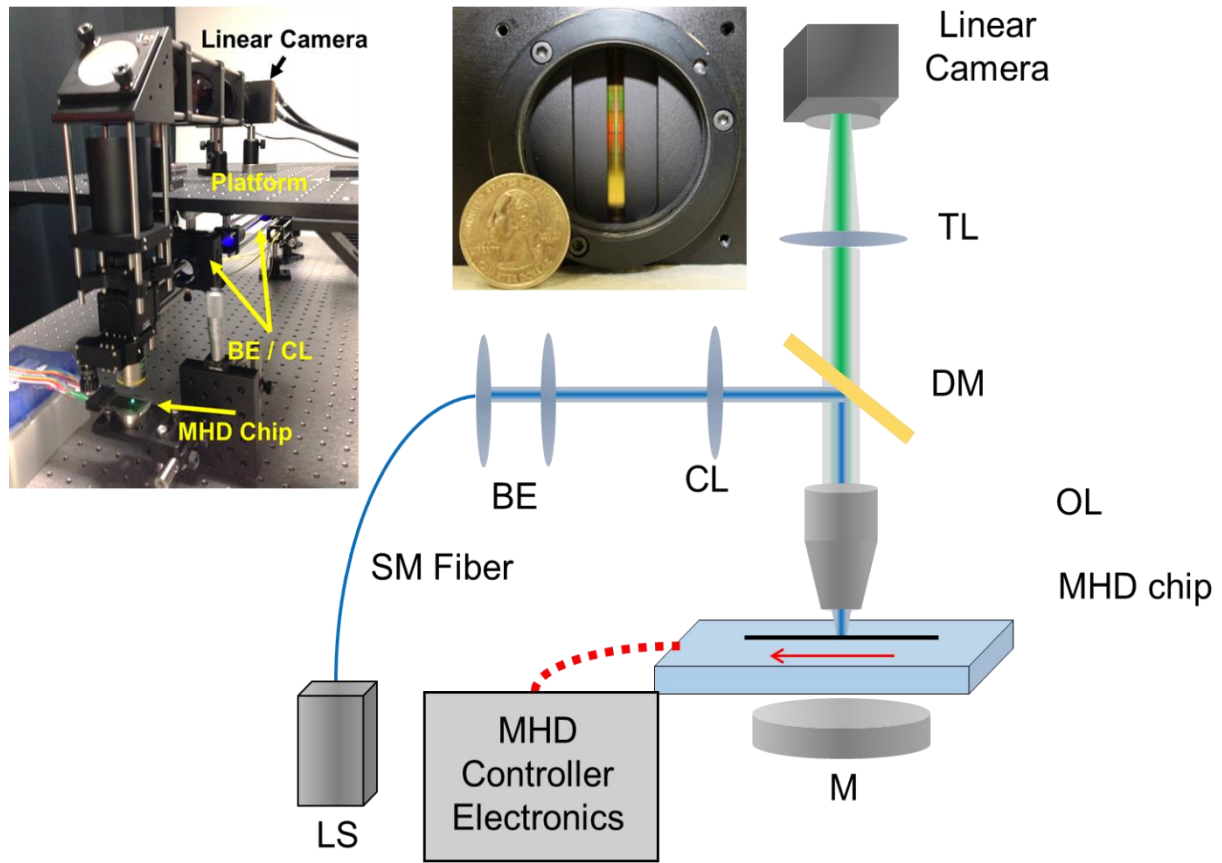 Linear Camera
Platform
BE / CL
MHD Chip
Linear
Camera
TL
DM
BE
CL
OL
SM Fiber
MHD chip
MHD
Controller
Electronics
M
LS